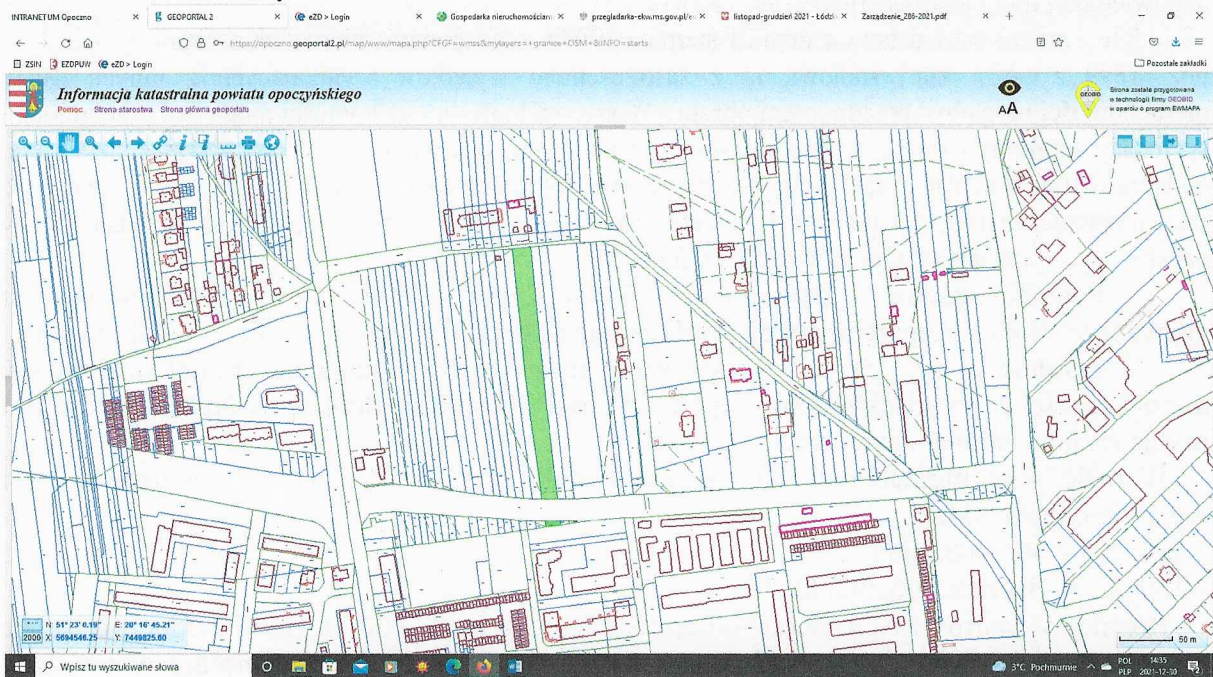 INTRANET UM Opoczno × GEOPORTAL 2 × eZD > Login × Gospodarka nieruchomościami × przegladarka-ekw.ms.gov.pl/e × listopad-grudzień 2021 - Łódzk × Zarządzenie_286-2021.pdf × +
https://opoczno.geoportal2.pl/map/www/mapa.php?CFGF=wms&mylayers=+granice+OSM+&INFO=starts
ZSIN EZDPUW eZD > Login Pozostałe zakładki
Informacja katastralna powiatu opoczyńskiego
Pomoc Strona starostwa Strona główna geoportalu
AA
GEOBID
Strona została przygotowana
w technologii firmy GEOBID
w oparciu o program EWMAPA
N: 51° 23' 0.19" E: 20° 16' 45.21"
2000 X: 5694546.25 Y: 7449825.60
50 m
Wpisz tu wyszukiwane słowa
3°C Pochmurnie
POL 14:35
PLP 2021-12-30